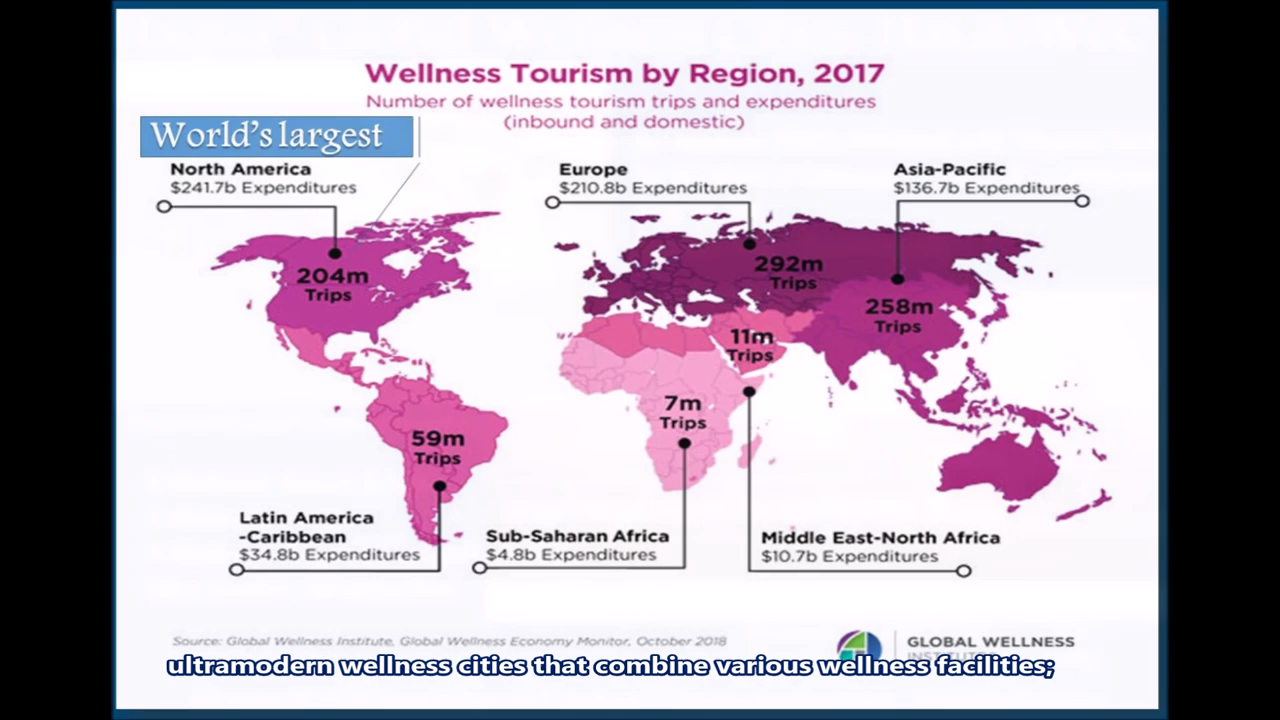 Wellness Tourism by Region, 2017
Number of wellness tourism trips and expenditures
(inbound and domestic)
World's largest
North America
$241.7b Expenditures
Europe
$210.8b Expenditures
Asia-Pacific
$136.7b Expenditures
204m
Trips
292m
Trips
258m
Trips
11m
Trips
7m
Trips
59m
Trips
Latin America
-Caribbean
$34.8b Expenditures
Sub-Saharan Africa
$4.8b Expenditures
Middle East-North Africa
$10.7b Expenditures
Source: Global Wellness Institute, Global Wellness Economy Monitor, October 2018
GLOBAL WELLNESS
INSTITUTE
ultramodern wellness cities that combine various wellness facilities;